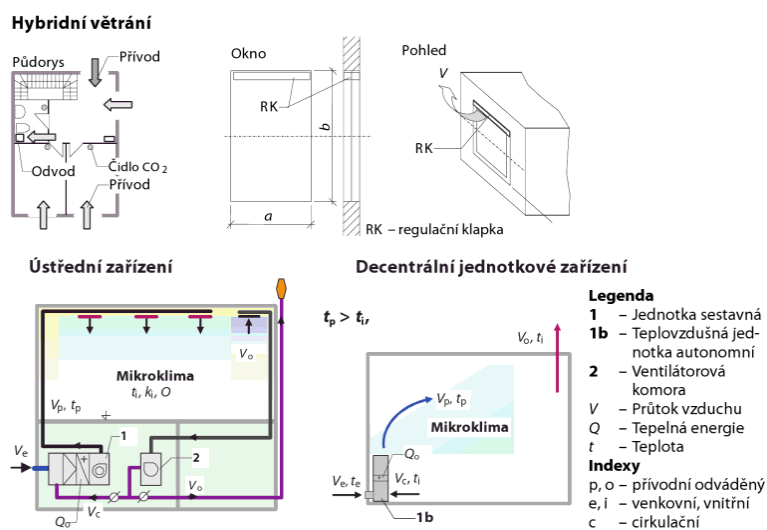 Hybridní větrání
Půdorys
Přívod
Odvod
Čidlo CO2
Přívod
Okno
RK
b
a
RK – regulační klapka
Pohled
V
RK
Ústřední zařízení
Vo
Mikroklima
ti, ki, O
Vp, tp
1
2
Ve
Vo
Vc
Qo
Decentrální jednotkové zařízení
tp > ti,
Vo, ti
Vp, tp
Mikroklima
Qo
Ve, te
Vc, ti
1b
Legenda
1 – Jednotka sestavná
1b – Teplovzdušná jed-
notka autonomní
2 – Ventilátorová
komora
V – Průtok vzduchu
Q – Tepelná energie
t – Teplota
Indexy
p, o – přívodní odváděný
e, i – venkovní, vnitřní
c – cirkulační